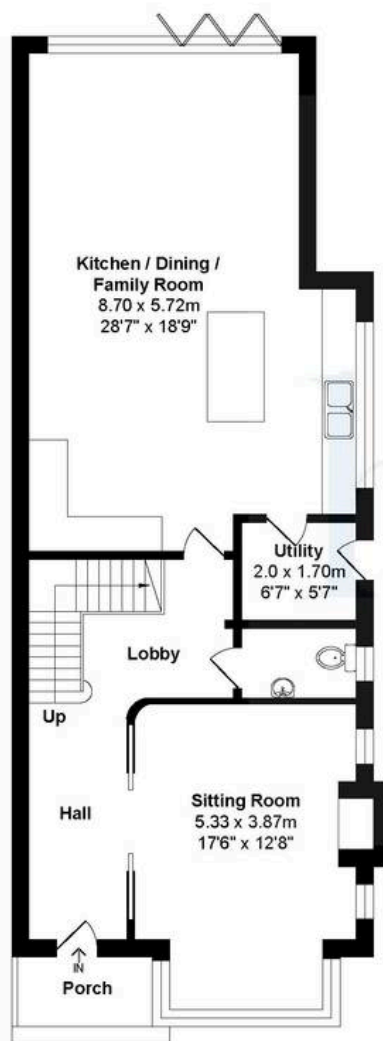 Kitchen / Dining /
Family Room
8.70 x 5.72m
28'7" x 18'9"
Utility
2.0 x 1.70m
6'7" x 5'7"
Lobby
Up
Hall
Sitting Room
5.33 x 3.87m
17'6" x 12'8"
IN
Porch